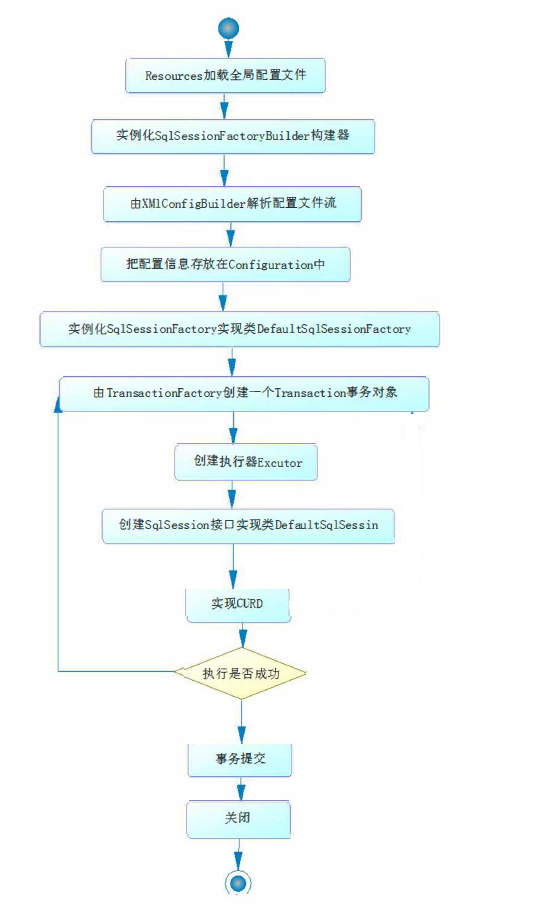 Resources加载全局配置文件
实例化SqlSessionFactoryBuilder构建器
由XMlConfigBuilder解析配置文件流
把配置信息存放在Configuration中
实例化SqlSessionFactory实现类DefaultSqlSessionFactory
由TransactionFactory创建一个Transaction事务对象
创建执行器Excutor
创建SqlSession接口实现类DefaultSqlSessin
实现CURD
执行是否成功
事务提交
关闭